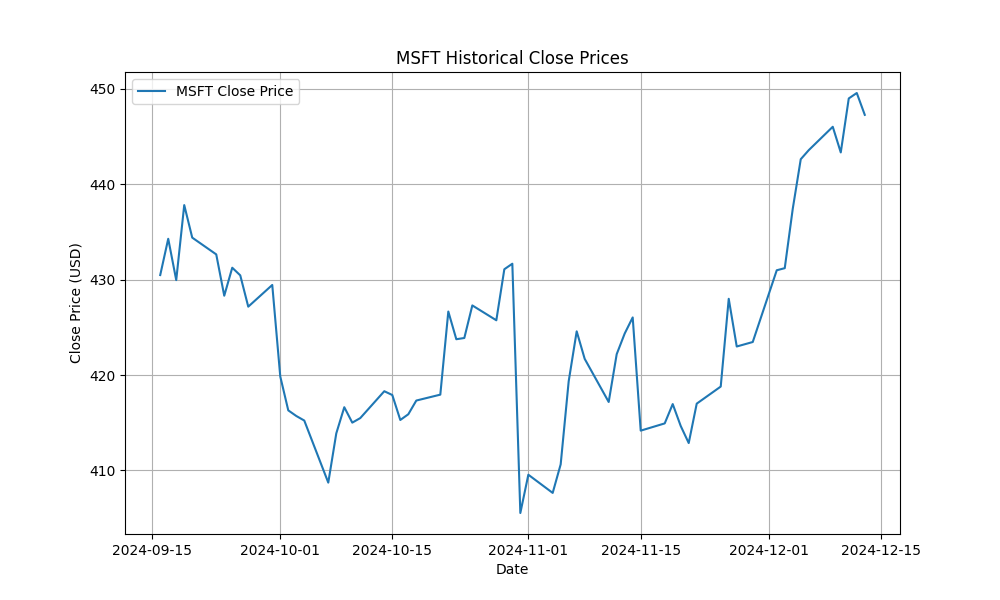 MSFT Historical Close Prices
MSFT Close Price
450
440
430
420
410
Close Price (USD)
2024-09-15 2024-10-01 2024-10-15 2024-11-01 2024-11-15 2024-12-01 2024-12-15
Date